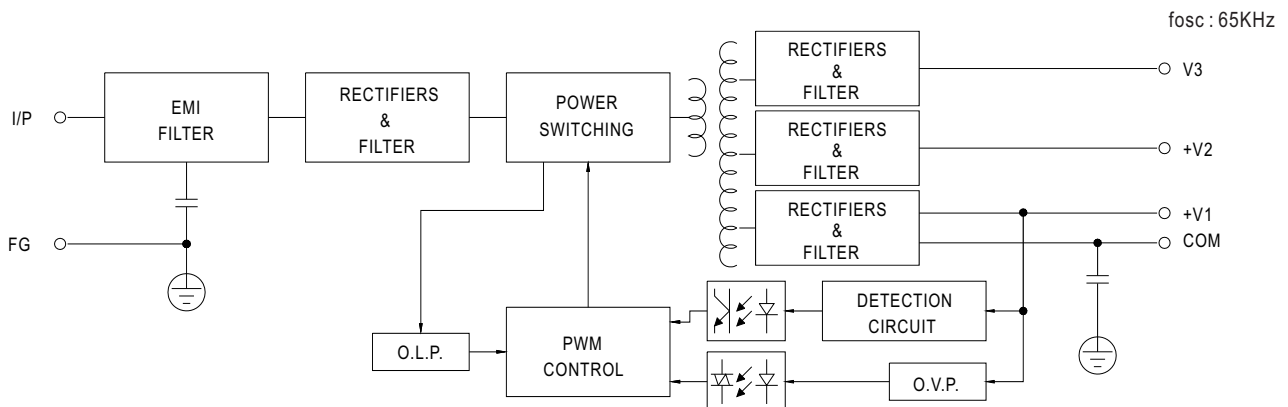 fosc : 65KHz
I/P
EMI
FILTER
RECTIFIERS
&
FILTER
POWER
SWITCHING
RECTIFIERS
&
FILTER
V3
RECTIFIERS
&
FILTER
+V2
RECTIFIERS
&
FILTER
+V1
COM
FG
O.L.P.
PWM
CONTROL
DETECTION
CIRCUIT
O.V.P.